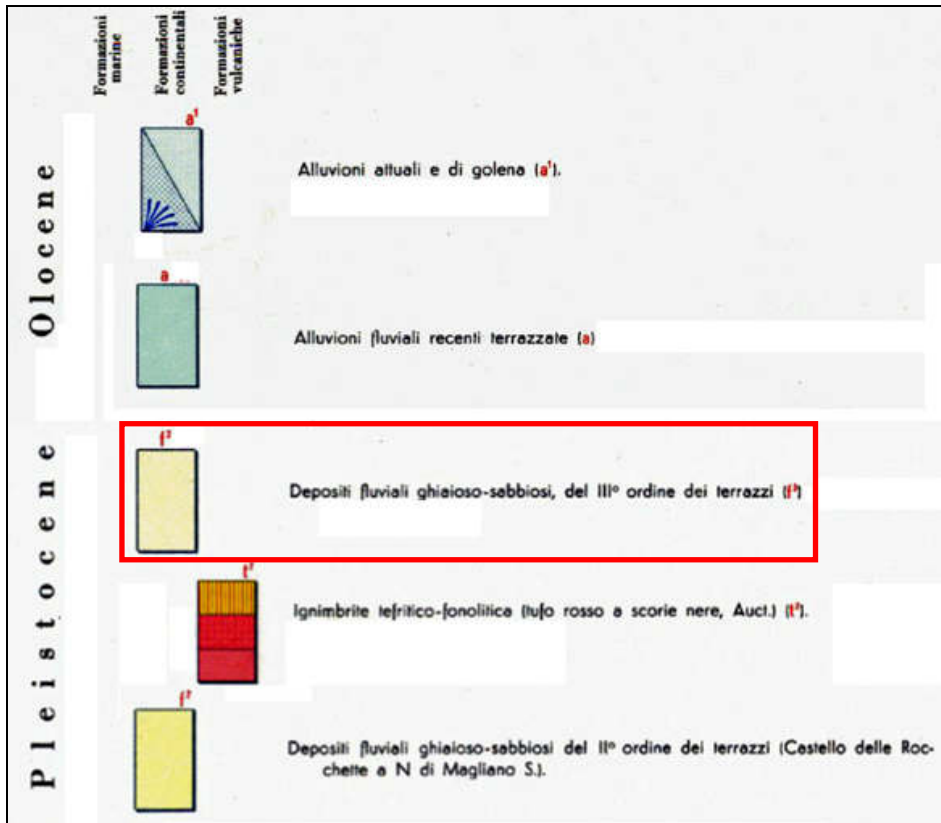 Formazioni marine
Formazioni continentali
Formazioni vulcaniche
Olocene
a¹
Alluvioni attuali e di golena (a¹).
a
Alluvioni fluviali recenti terrazzate (a)
Pleistocene
f³
Depositi fluviali ghiaioso-sabbiosi, del IIIº ordine dei terrazzi (f³)
t²
Ignimbrite tefritico-fonolitica (tufo rosso a scorie nere, Auct.) (t²).
f²
Depositi fluviali ghiaioso-sabbiosi del IIº ordine dei terrazzi (Castello delle Roc-
chette a N di Magliano S.).